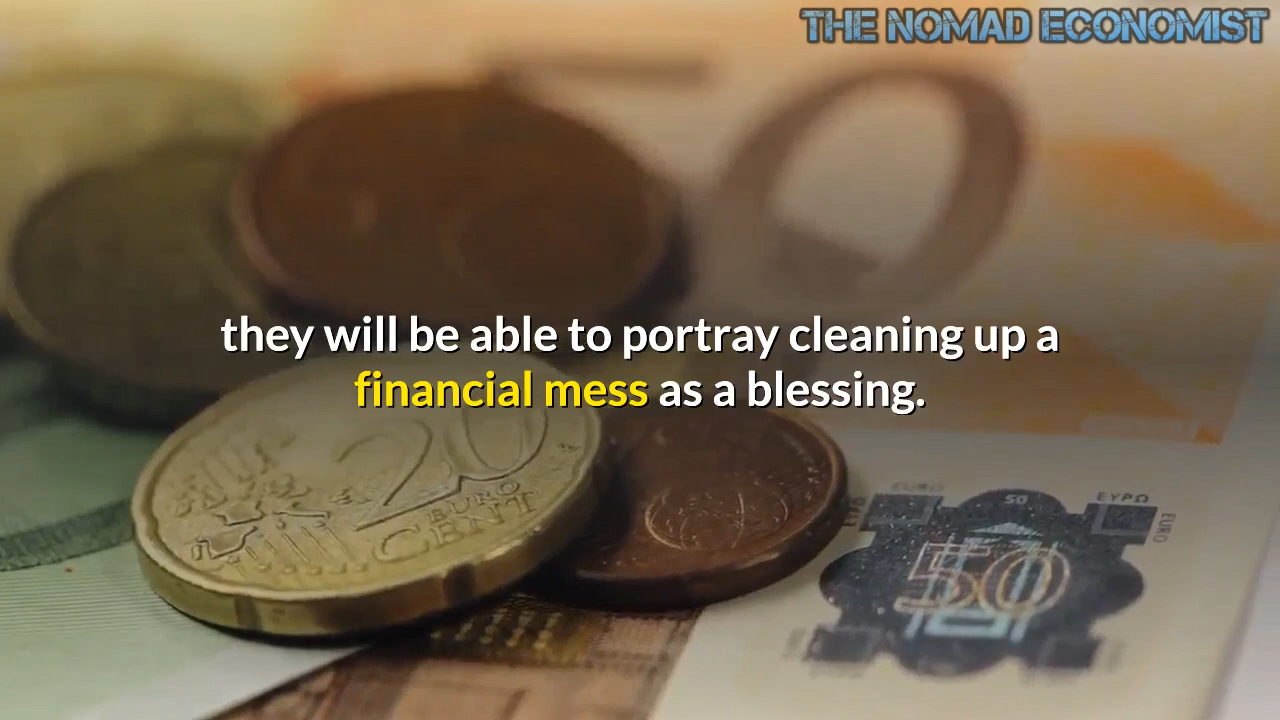 THE NOMAD ECONOMIST
they will be able to portray cleaning up a
financial mess as a blessing.
20
EURO
CENT
50
ΕΥΡΩ
EURO
50